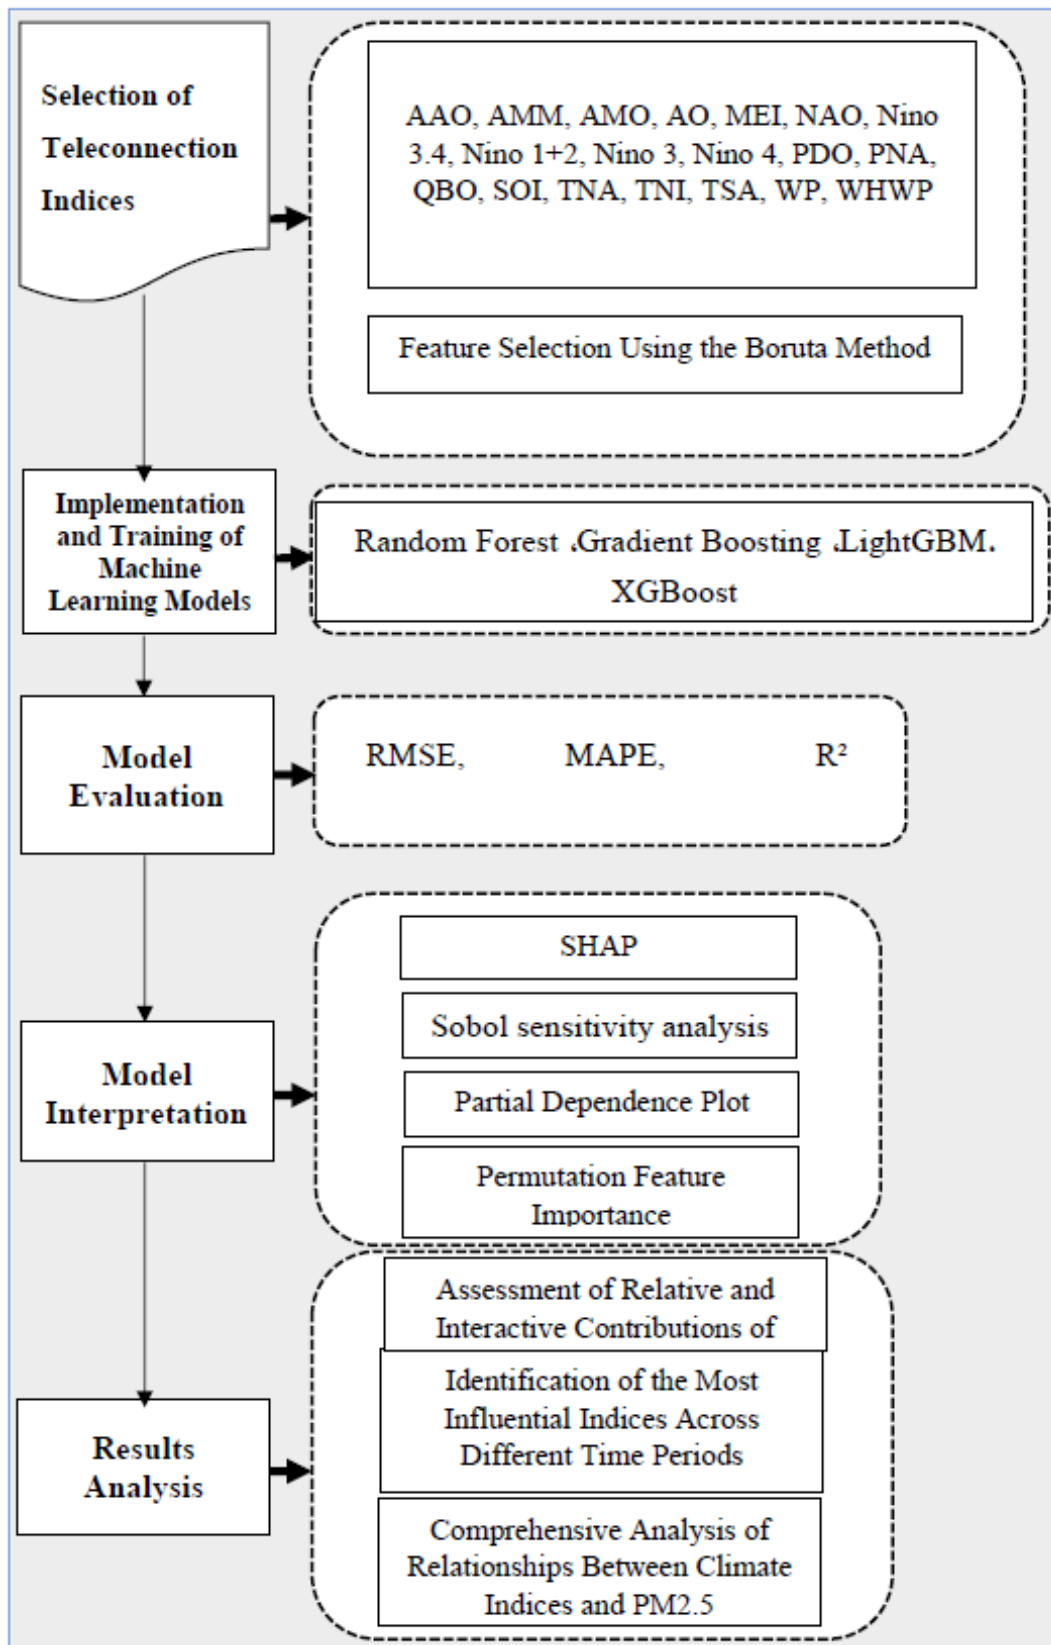 Selection of
Teleconnection
Indices
AAO, AMM, AMO, AO, MEI, NAO, Nino
3.4, Nino 1+2, Nino 3, Nino 4, PDO, PNA,
QBO, SOI, TNA, TNI, TSA, WP, WHWP
Feature Selection Using the Boruta Method
Implementation
and Training of
Machine
Learning Models
Random Forest ،Gradient Boosting ،LightGBM،
XGBoost
Model
Evaluation
RMSE, MAPE, R²
Model
Interpretation
SHAP
Sobol sensitivity analysis
Partial Dependence Plot
Permutation Feature
Importance
Results
Analysis
Assessment of Relative and
Interactive Contributions of
Identification of the Most
Influential Indices Across
Different Time Periods
Comprehensive Analysis of
Relationships Between Climate
Indices and PM2.5